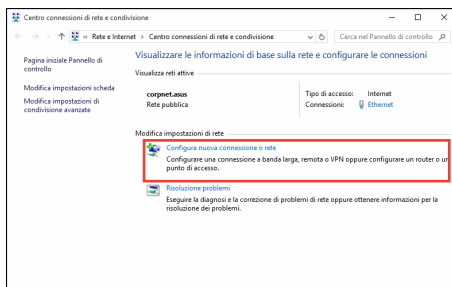 Centro connessioni di rete e condivisione
« Rete e Internet > Centro connessioni di rete e condivisione
Cerca nel Pannello di controllo
Pagina iniziale Pannello di controllo
Modifica impostazioni scheda
Modifica impostazioni di condivisione avanzate
Visualizzare le informazioni di base sulla rete e configurare le connessioni
Visualizza reti attive
corpnet.asus
Rete pubblica
Tipo di accesso: Internet
Connessioni: Ethernet
Modifica impostazioni di rete
Configura nuova connessione o rete
Configurare una connessione a banda larga, remota o VPN oppure configurare un router o un
punto di accesso.
Risoluzione problemi
Eseguire la diagnosi e la correzione di problemi di rete oppure ottenere informazioni per la
risoluzione dei problemi.